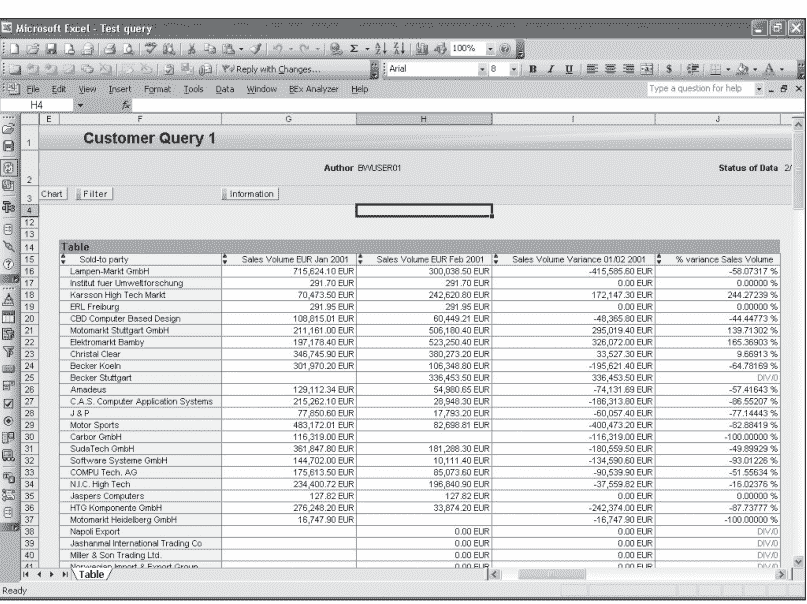 Microsoft Excel - Test query
100%
Reply with Changes...
Arial 8 B I U $ A
File Edit View Insert Format Tools Data Window BEx Analyzer Help Type a question for help
H4 fx
E F G H I J
1 Customer Query 1
2 Author BWUSER01 Status of Data 2/
3 Chart Filter Information
4
12
13
14 Table
15 Sold-to party Sales Volume EUR Jan 2001 Sales Volume EUR Feb 2001 Sales Volume Variance 01/02 2001 % variance Sales Volume
16 Lampen-Markt GmbH 715,624.10 EUR 300,038.50 EUR -415,585.60 EUR -58.07317 %
17 Institut fuer Umweltforschung 291.70 EUR 291.70 EUR 0.00 EUR 0.00000 %
18 Karsson High Tech Markt 70,473.50 EUR 242,620.80 EUR 172,147.30 EUR 244.27239 %
19 ERL Freiburg 291.95 EUR 291.95 EUR 0.00 EUR 0.00000 %
20 CBD Computer Based Design 108,815.01 EUR 60,449.21 EUR -48,365.80 EUR -44.44773 %
21 Motomarkt Stuttgart GmbH 211,161.00 EUR 506,180.40 EUR 295,019.40 EUR 139.71302 %
22 Elektromarkt Bamby 197,178.40 EUR 523,250.40 EUR 326,072.00 EUR 165.36903 %
23 Christal Clear 346,745.90 EUR 380,273.20 EUR 33,527.30 EUR 9.66913 %
24 Becker Koeln 301,970.20 EUR 106,348.80 EUR -195,621.40 EUR -64.78169 %
25 Becker Stuttgart 336,453.50 EUR 336,453.50 EUR DIV/0
26 Amadeus 129,112.34 EUR 54,980.65 EUR -74,131.69 EUR -57.41643 %
27 C.A.S. Computer Application Systems 215,262.10 EUR 28,948.30 EUR -186,313.80 EUR -86.55207 %
28 J & P 77,850.60 EUR 17,793.20 EUR -60,057.40 EUR -77.14443 %
29 Motor Sports 483,172.01 EUR 82,698.81 EUR -400,473.20 EUR -82.88419 %
30 Carbor GmbH 116,319.00 EUR -116,319.00 EUR -100.00000 %
31 SudaTech GmbH 361,847.80 EUR 181,288.30 EUR -180,559.50 EUR -49.89929 %
32 Software Systeme GmbH 144,702.00 EUR 10,111.40 EUR -134,590.60 EUR -93.01226 %
33 COMPU Tech. AG 175,613.50 EUR 85,073.60 EUR -90,539.90 EUR -51.55634 %
34 N.I.C. High Tech 234,400.72 EUR 196,840.90 EUR -37,559.82 EUR -16.02376 %
35 Jaspers Computers 127.82 EUR 127.82 EUR 0.00 EUR 0.00000 %
36 HTG Komponente GmbH 276,248.20 EUR 33,874.20 EUR -242,374.00 EUR -87.73777 %
37 Motomarkt Heidelberg GmbH 16,747.90 EUR -16,747.90 EUR -100.00000 %
38 Napoli Export 0.00 EUR 0.00 EUR DIV/0
39 Jashanmal International Trading Co 0.00 EUR 0.00 EUR DIV/0
40 Miller & Son Trading Ltd. 0.00 EUR 0.00 EUR DIV/0
41 Norwegian Import & Export Group 0.00 EUR 0.00 EUR DIV/0
Table
Ready